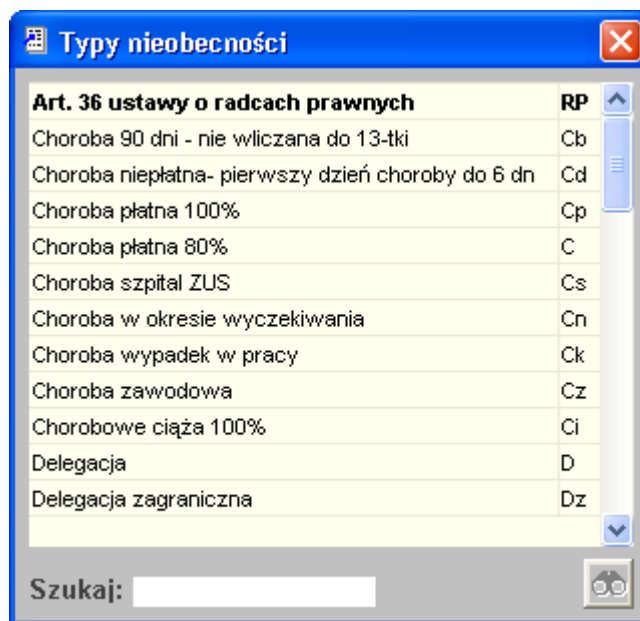 Typy nieobecności
Art. 36 ustawy o radcach prawnych RP
Choroba 90 dni - nie wliczana do 13-tki Cb
Choroba niepłatna- pierwszy dzień choroby do 6 dn Cd
Choroba płatna 100% Cp
Choroba płatna 80% C
Choroba szpital ZUS Cs
Choroba w okresie wyczekiwania Cn
Choroba wypadek w pracy Ck
Choroba zawodowa Cz
Chorobowe ciąża 100% Ci
Delegacja D
Delegacja zagraniczna Dz
Szukaj: